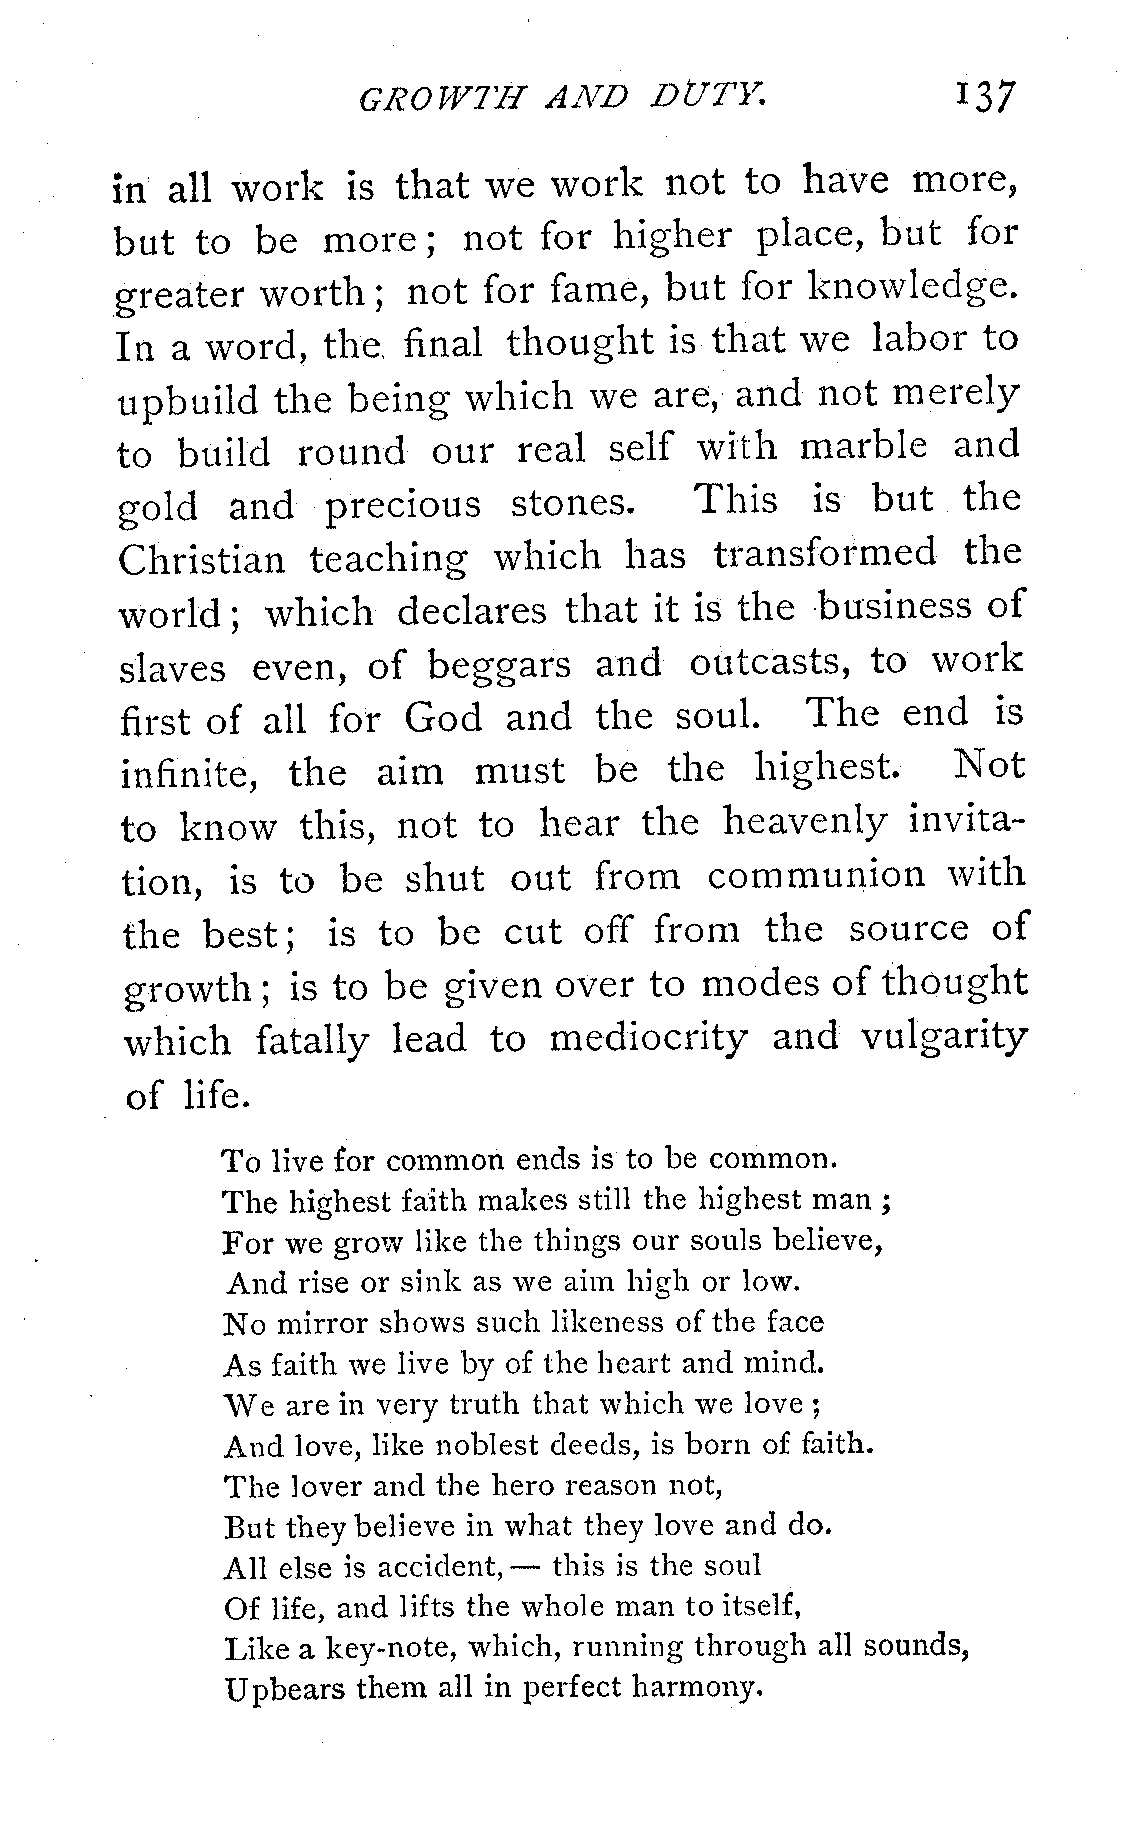 GROWTH AND DUTY. 137
in all work is that we work not to have more,
but to be more; not for higher place, but for
greater worth; not for fame, but for knowledge.
In a word, the final thought is that we labor to
upbuild the being which we are, and not merely
to build round our real self with marble and
gold and precious stones. This is but the
Christian teaching which has transformed the
world; which declares that it is the business of
slaves even, of beggars and outcasts, to work
first of all for God and the soul. The end is
infinite, the aim must be the highest. Not
to know this, not to hear the heavenly invita-
tion, is to be shut out from communion with
the best; is to be cut off from the source of
growth; is to be given over to modes of thought
which fatally lead to mediocrity and vulgarity
of life.
To live for common ends is to be common.
The highest faith makes still the highest man;
For we grow like the things our souls believe,
And rise or sink as we aim high or low.
No mirror shows such likeness of the face
As faith we live by of the heart and mind.
We are in very truth that which we love;
And love, like noblest deeds, is born of faith.
The lover and the hero reason not,
But they believe in what they love and do.
All else is accident,— this is the soul
Of life, and lifts the whole man to itself,
Like a key-note, which, running through all sounds,
Upbears them all in perfect harmony.